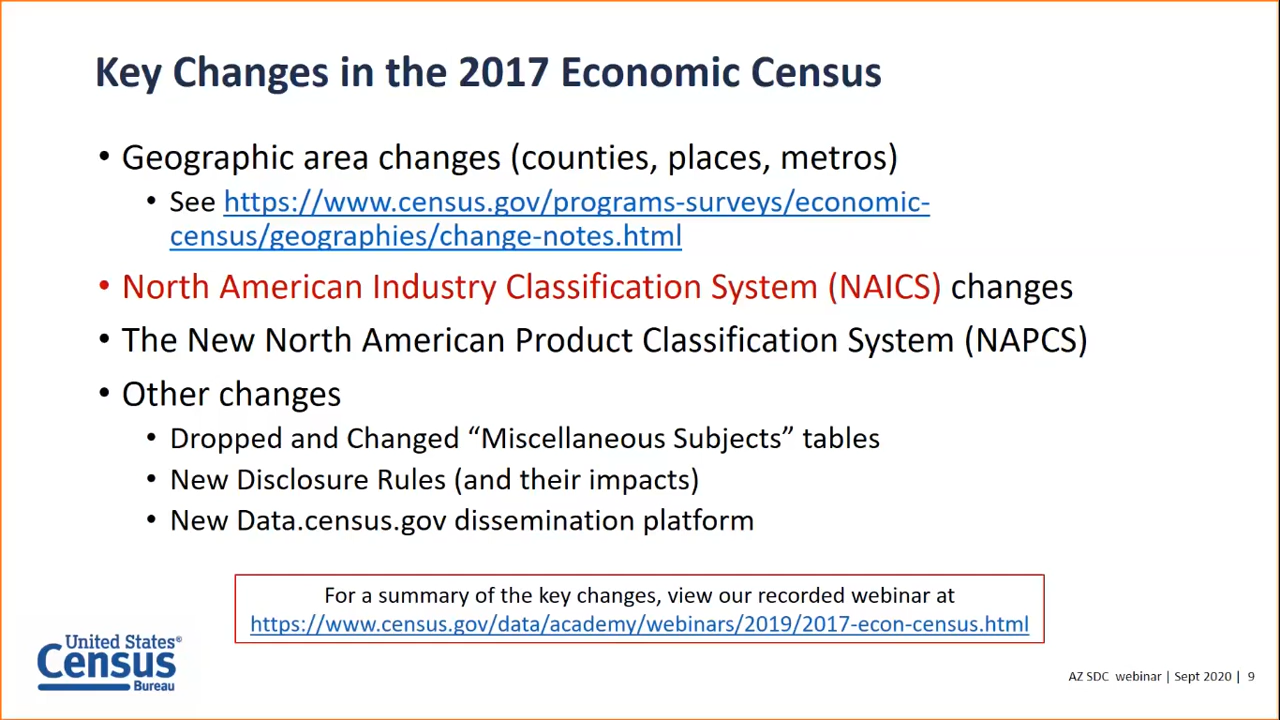 Key Changes in the 2017 Economic Census
• Geographic area changes (counties, places, metros)
• See https://www.census.gov/programs-surveys/economic-
census/geographies/change-notes.html
• North American Industry Classification System (NAICS) changes
• The New North American Product Classification System (NAPCS)
• Other changes
• Dropped and Changed “Miscellaneous Subjects” tables
• New Disclosure Rules (and their impacts)
• New Data.census.gov dissemination platform
For a summary of the key changes, view our recorded webinar at
https://www.census.gov/data/academy/webinars/2019/2017-econ-census.html
United States®
Census
Bureau
AZ SDC webinar | Sept 2020 | 9